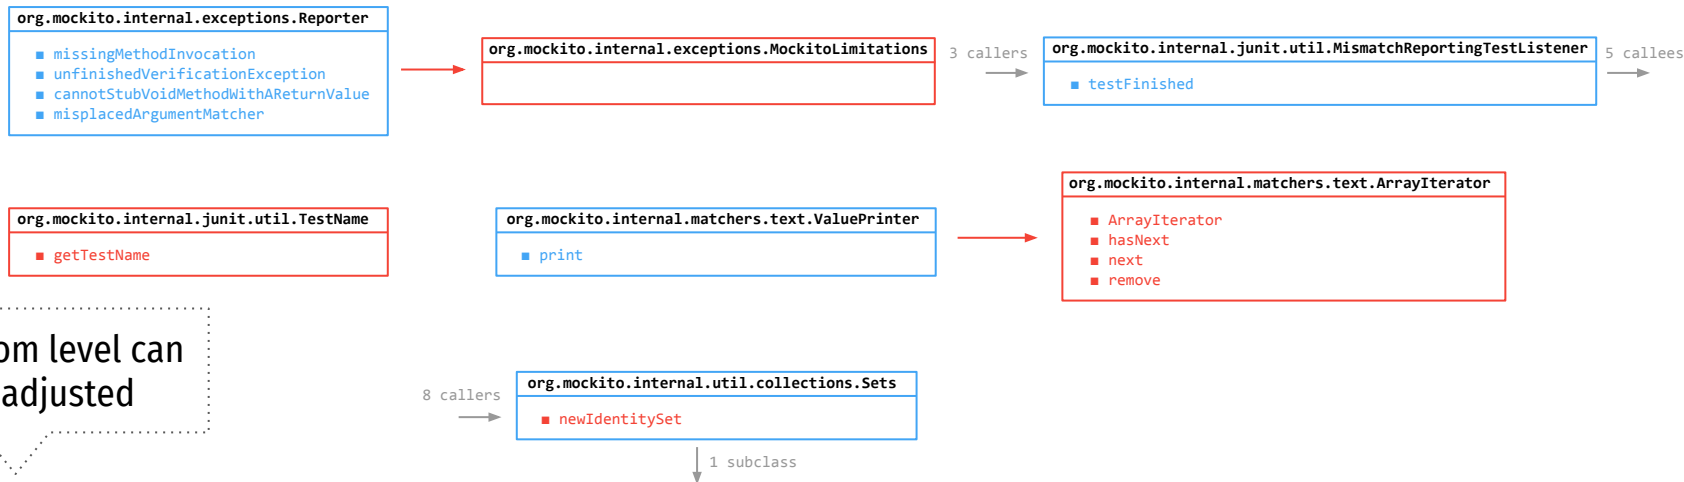 org.mockito.internal.exceptions.Reporter
missingMethodInvocation
unfinishedVerificationException
cannotStubVoidMethodWithAReturnValue
misplacedArgumentMatcher
org.mockito.internal.exceptions.MockitoLimitations
3 callers
org.mockito.internal.junit.util.MismatchReportingTestListener
testFinished
5 callees
org.mockito.internal.junit.util.TestName
getTestName
org.mockito.internal.matchers.text.ValuePrinter
print
org.mockito.internal.matchers.text.ArrayIterator
ArrayIterator
hasNext
next
remove
om level can
adjusted
8 callers
org.mockito.internal.util.collections.Sets
newIdentitySet
1 subclass